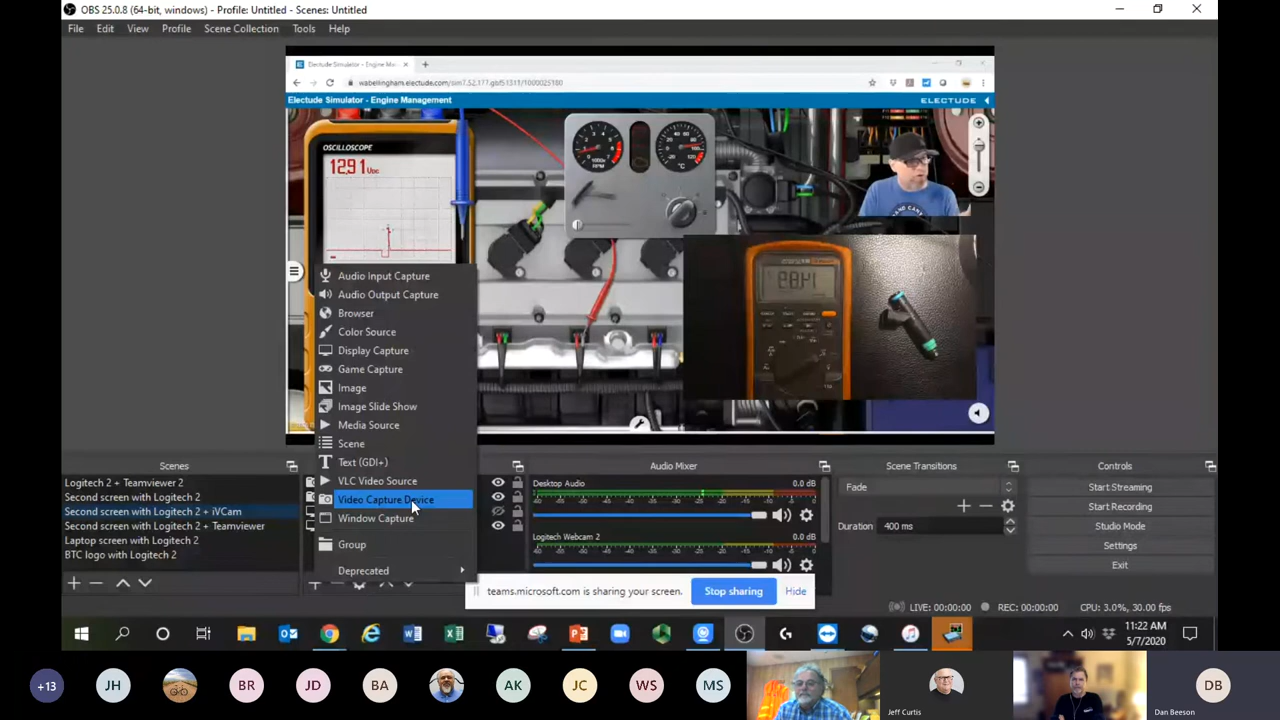 OBS 25.0.8 (64-bit, windows) - Profile: Untitled - Scenes: Untitled
File Edit View Profile Scene Collection Tools Help
Electude Simulator - Engine Ma
Electude Simulator - Engine Management
ELECTUDE
OSCILLOSCOPE
12.91 VDC
Audio Input Capture
Audio Output Capture
Browser
Color Source
Display Capture
Game Capture
Image
Image Slide Show
Media Source
Scene
Text (GDI+)
VLC Video Source
Video Capture Device
Window Capture
Group
Deprecated
Scenes
Logitech 2 + Teamviewer 2
Second screen with Logitech 2
Second screen with Logitech 2 + iVCam
Second screen with Logitech 2 + Teamviewer
Laptop screen with Logitech 2
BTC logo with Logitech 2
Audio Mixer
Desktop Audio 0.0 dB
Logitech Webcam 2 0.0 dB
Scene Transitions
Fade
Duration 400 ms
Controls
Start Streaming
Start Recording
Studio Mode
Settings
Exit
teams.microsoft.com is sharing your screen. Stop sharing Hide
LIVE: 00:00:00 REC: 00:00:00 CPU: 3.0%, 30.00 fps
11:22 AM
5/7/2020
+13 JH BR JD BA AK JC WS MS DB
Jeff Curtis
Dan Beeson